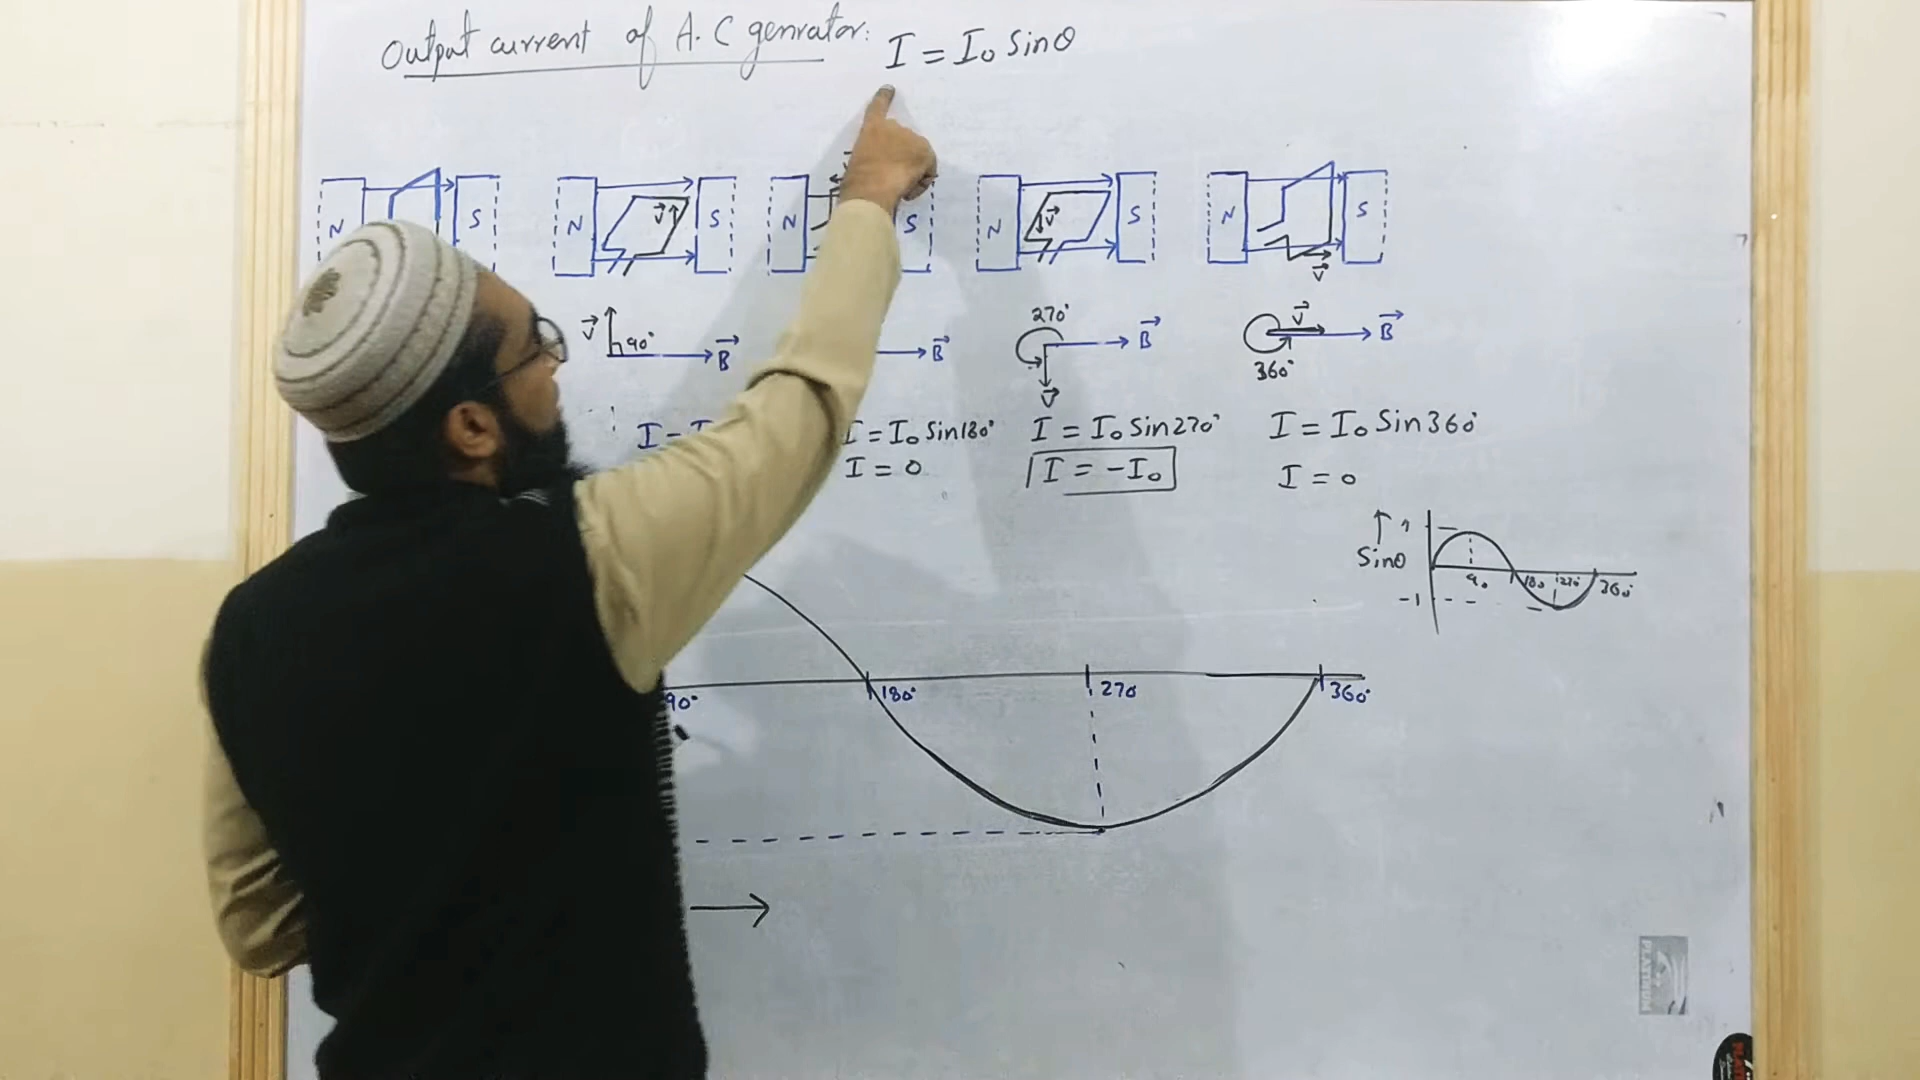 Output current of A.C genrator: I = I₀ Sinθ
N S N S N S N S N S
V V V
V 90° B B 270° B V B
V 360°
I = I₀ Sin180° I = I₀ Sin270° I = I₀ Sin360°
I = 0 I = -I₀ I = 0
1
Sinθ
90 180 270° 360°
-1
90° 180° 270 360°
PLATINUM